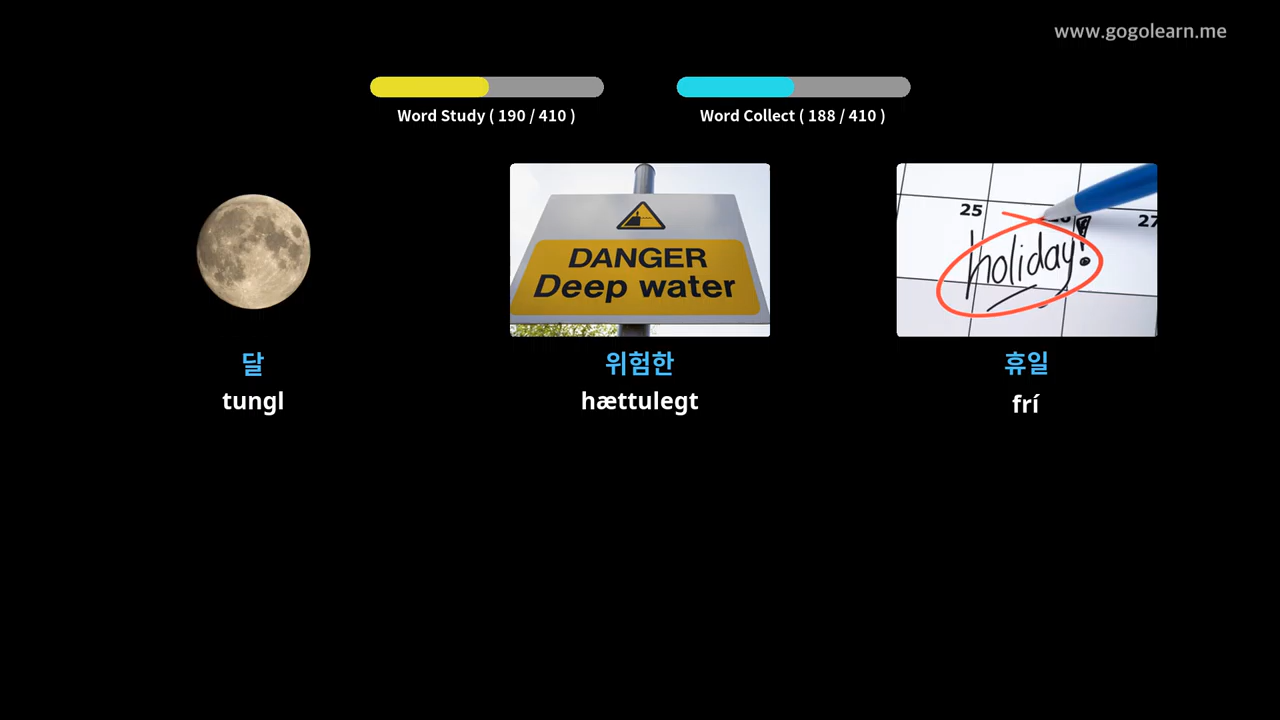 www.gogolearn.me
Word Study ( 190 / 410 )
Word Collect ( 188 / 410 )
DANGER
Deep water
25
27
holiday!
달
위험한
휴일
tungl
hættulegt
frí